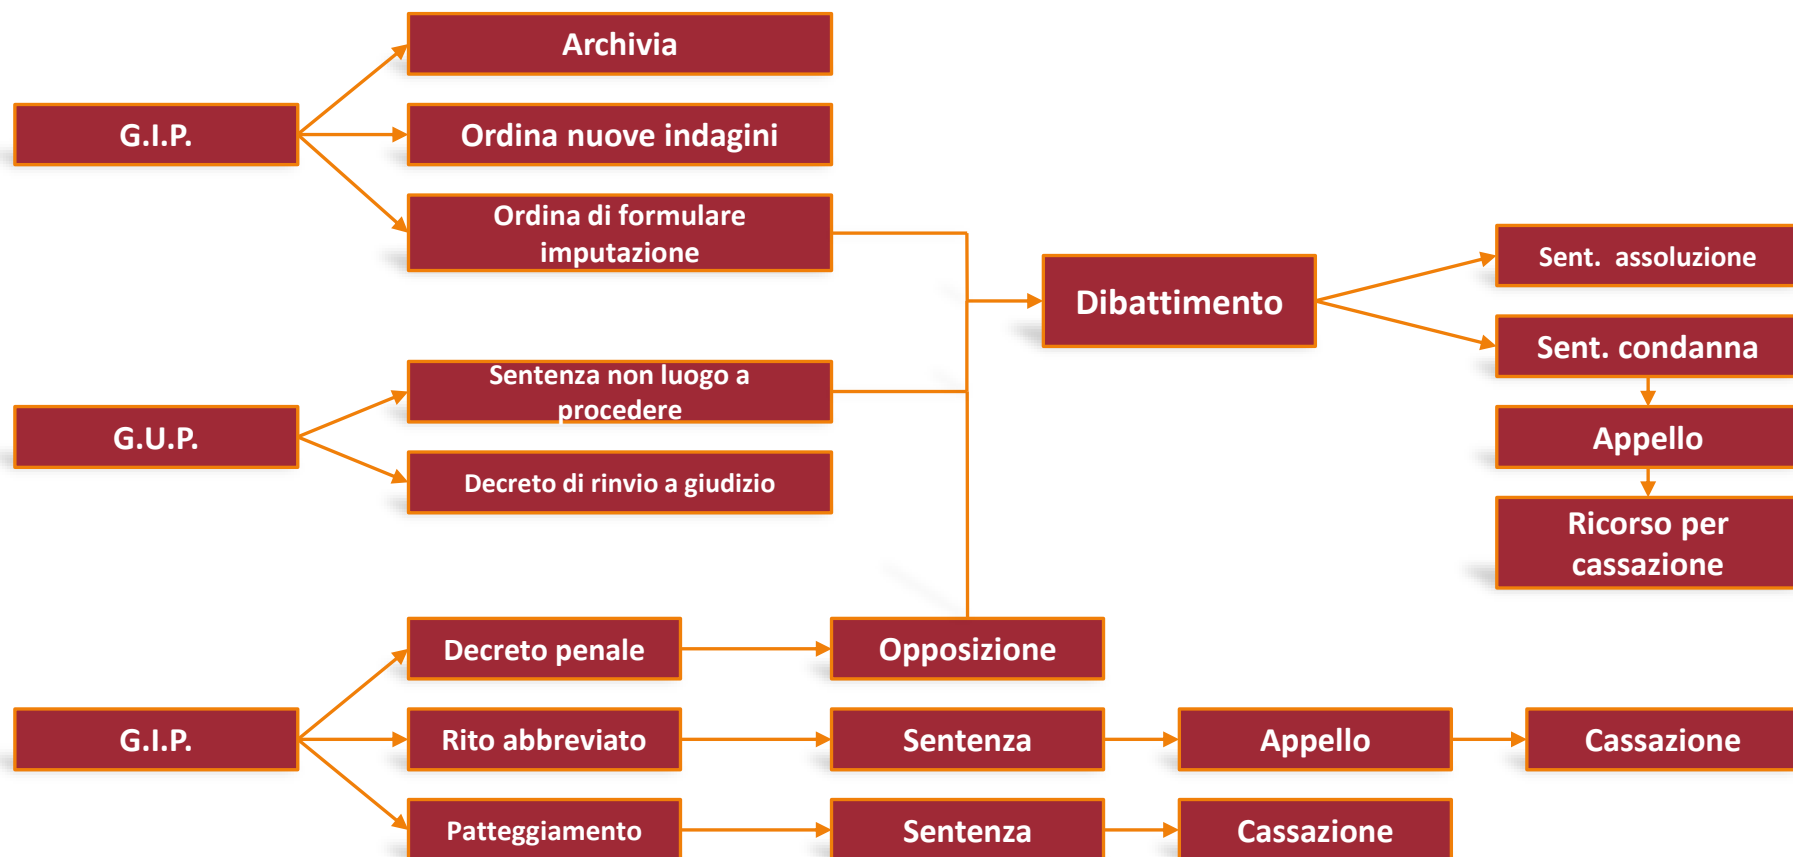 Archivia
G.I.P.
Ordina nuove indagini
Ordina di formulare
imputazione
Dibattimento
Sent. assoluzione
Sent. condanna
Appello
Ricorso per
cassazione
Sentenza non luogo a
procedere
G.U.P.
Decreto di rinvio a giudizio
Decreto penale
Opposizione
G.I.P.
Rito abbreviato
Sentenza
Appello
Cassazione
Patteggiamento
Sentenza
Cassazione